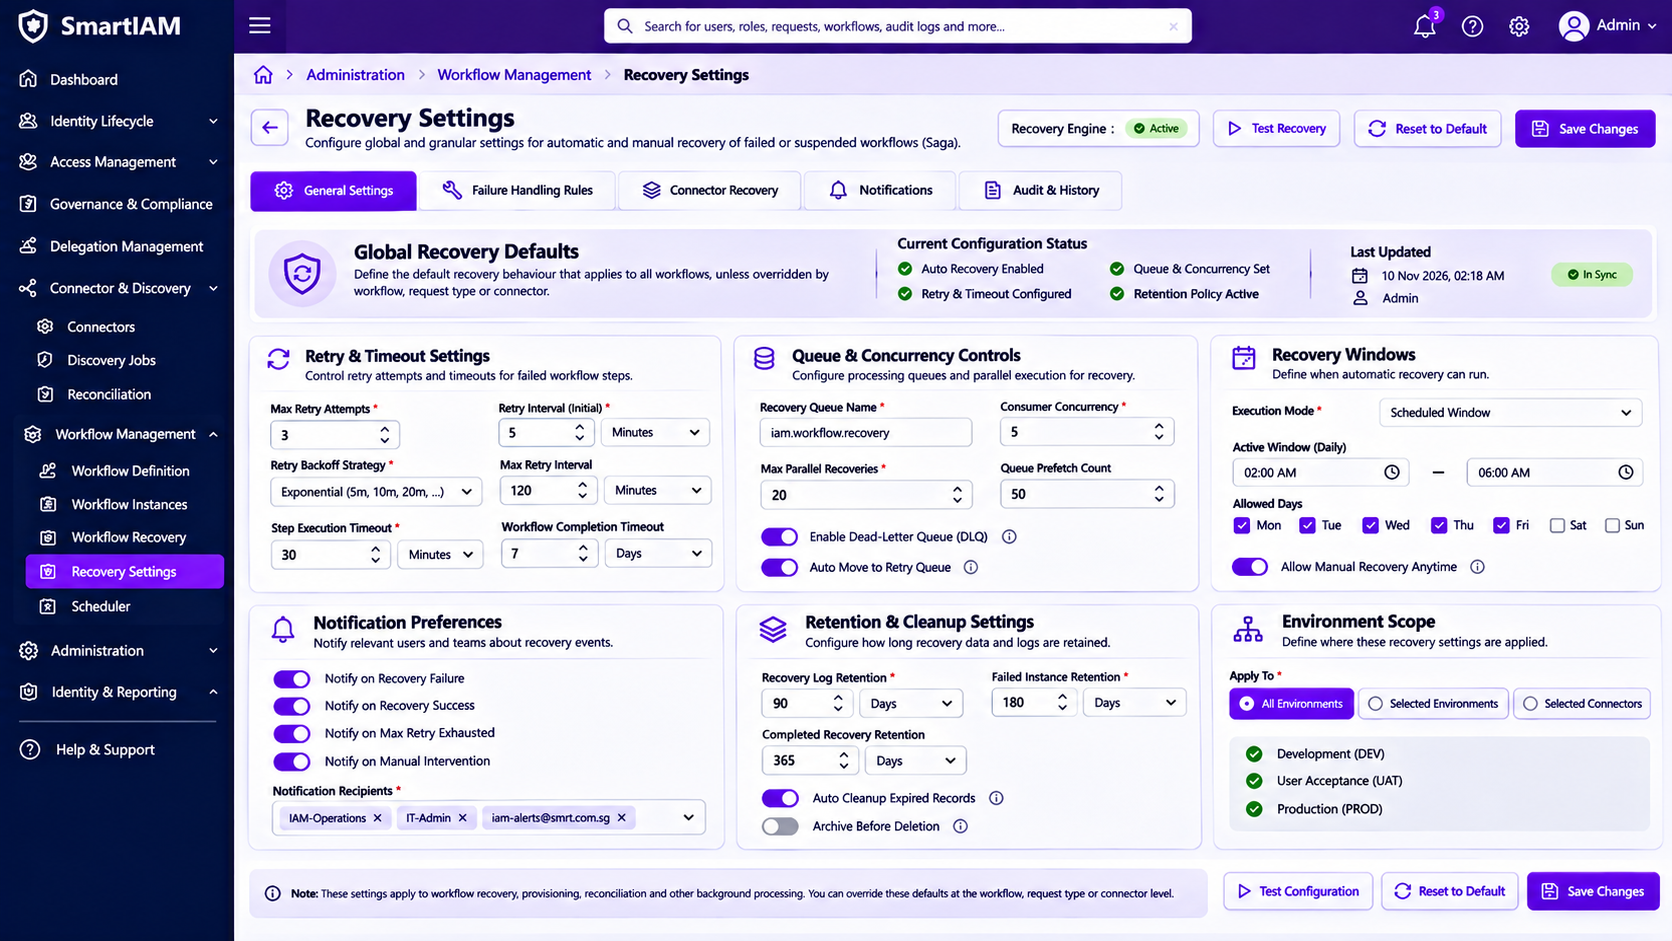 SmartIAM
Search for users, roles, requests, workflows, audit logs and more...
3
Admin
Dashboard
Identity Lifecycle
Access Management
Governance & Compliance
Delegation Management
Connector & Discovery
Connectors
Discovery Jobs
Reconciliation
Workflow Management
Workflow Definition
Workflow Instances
Workflow Recovery
Recovery Settings
Scheduler
Administration
Identity & Reporting
Help & Support
Administration > Workflow Management > Recovery Settings
Recovery Settings
Configure global and granular settings for automatic and manual recovery of failed or suspended workflows (Saga).
Recovery Engine : Active
Test Recovery
Reset to Default
Save Changes
General Settings
Failure Handling Rules
Connector Recovery
Notifications
Audit & History
Global Recovery Defaults
Define the default recovery behaviour that applies to all workflows, unless overridden by
workflow, request type or connector.
Current Configuration Status
Auto Recovery Enabled
Queue & Concurrency Set
Retry & Timeout Configured
Retention Policy Active
Last Updated
10 Nov 2026, 02:18 AM
Admin
In Sync
Retry & Timeout Settings
Control retry attempts and timeouts for failed workflow steps.
Max Retry Attempts *
3
Retry Interval (Initial) *
5 Minutes
Retry Backoff Strategy *
Exponential (5m, 10m, 20m, ...)
Max Retry Interval
120 Minutes
Step Execution Timeout *
30 Minutes
Workflow Completion Timeout
7 Days
Queue & Concurrency Controls
Configure processing queues and parallel execution for recovery.
Recovery Queue Name *
iam.workflow.recovery
Consumer Concurrency *
5
Max Parallel Recoveries *
20
Queue Prefetch Count
50
Enable Dead-Letter Queue (DLQ)
Auto Move to Retry Queue
Recovery Windows
Define when automatic recovery can run.
Execution Mode *
Scheduled Window
Active Window (Daily)
02:00 AM — 06:00 AM
Allowed Days
Mon Tue Wed Thu Fri Sat Sun
Allow Manual Recovery Anytime
Notification Preferences
Notify relevant users and teams about recovery events.
Notify on Recovery Failure
Notify on Recovery Success
Notify on Max Retry Exhausted
Notify on Manual Intervention
Notification Recipients *
IAM-Operations × IT-Admin × iam-alerts@smrt.com.sg ×
Retention & Cleanup Settings
Configure how long recovery data and logs are retained.
Recovery Log Retention *
90 Days
Failed Instance Retention *
180 Days
Completed Recovery Retention
365 Days
Auto Cleanup Expired Records
Archive Before Deletion
Environment Scope
Define where these recovery settings are applied.
Apply To *
All Environments
Selected Environments
Selected Connectors
Development (DEV)
User Acceptance (UAT)
Production (PROD)
Note: These settings apply to workflow recovery, provisioning, reconciliation and other background processing. You can override these defaults at the workflow, request type or connector level.
Test Configuration
Reset to Default
Save Changes